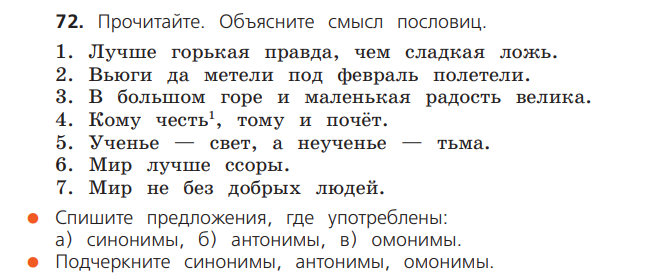 72. Прочитайте. Объясните смысл пословиц.
1. Лучше горькая правда, чем сладкая ложь.
2. Вьюги да метели под февраль полетели.
3. В большом горе и маленькая радость велика.
4. Кому честь¹, тому и почёт.
5. Ученье — свет, а неученье — тьма.
6. Мир лучше ссоры.
7. Мир не без добрых людей.
● Спишите предложения, где употреблены:
а) синонимы, б) антонимы, в) омонимы.
● Подчеркните синонимы, антонимы, омонимы.